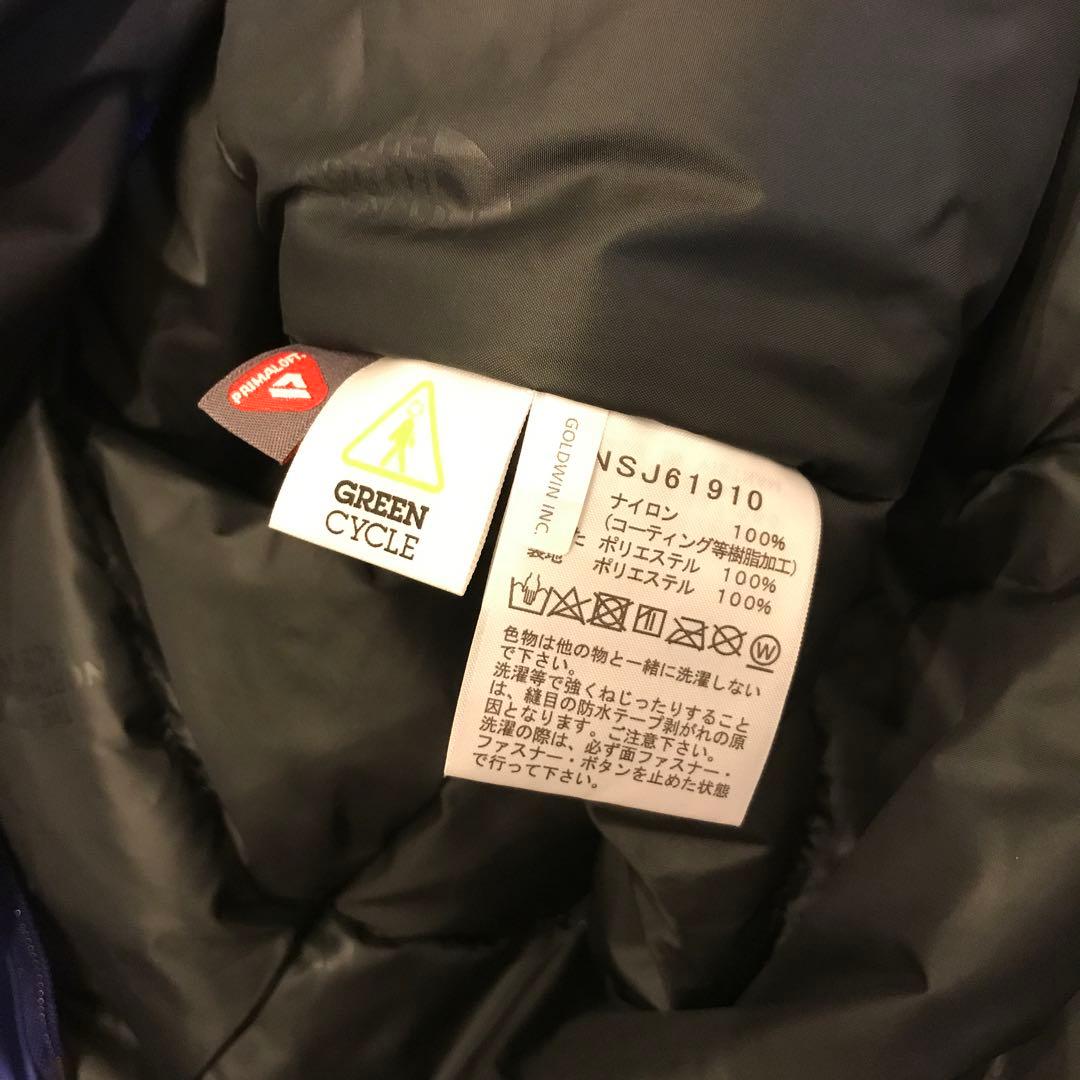 PRIMALOFT
GREEN
CYCLE
GOLDWIN INC.
NSJ61910
ナイロン 100%
(コーティング等樹脂加工)
た ポリエステル 100%
裏地 ポリエステル 100%
W
色物は他の物と一緒に洗濯しない
で下さい。
洗濯等で強くねじったりすること
は、縫目の防水テープ剥がれの原
因となります。ご注意下さい。
洗濯の際は、必ず面ファスナー・
ファスナー・ボタンを止めた状態
で行って下さい。